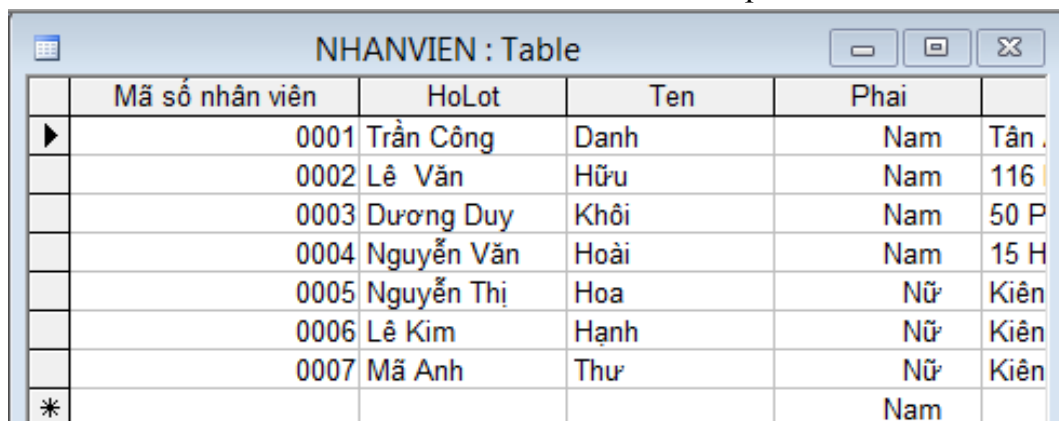 NHANVIEN : Table
Mã số nhân viên HoLot Ten Phai
0001 Trần Công Danh Nam Tân
0002 Lê Văn Hữu Nam 116
0003 Dương Duy Khôi Nam 50 P
0004 Nguyễn Văn Hoài Nam 15 H
0005 Nguyễn Thị Hoa Nữ Kiên
0006 Lê Kim Hạnh Nữ Kiên
0007 Mã Anh Thư Nữ Kiên
Nam